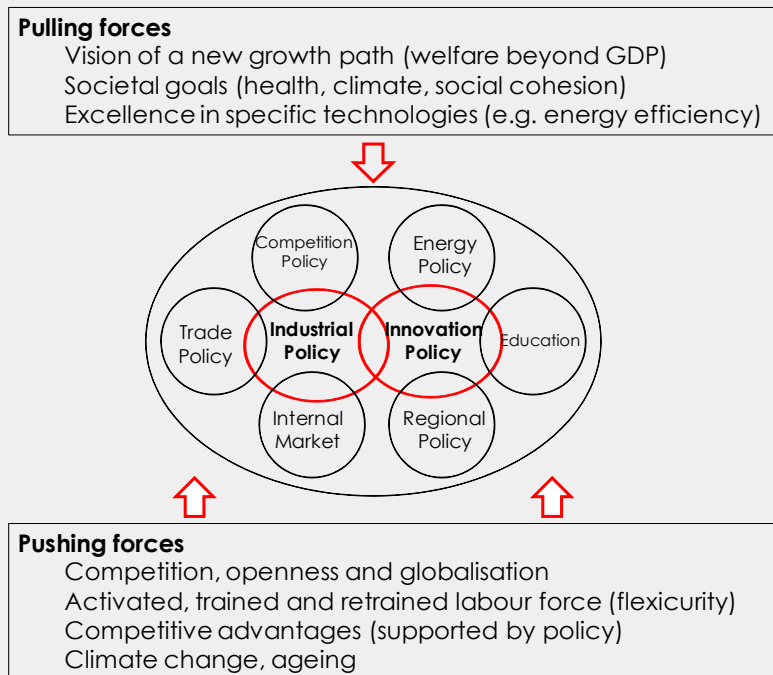 Pulling forces
Vision of a new growth path (welfare beyond GDP)
Societal goals (health, climate, social cohesion)
Excellence in specific technologies (e.g. energy efficiency)
Competition
Policy
Energy
Policy
Trade
Policy
Industrial
Policy
Innovation
Policy
Education
Internal
Market
Regional
Policy
Pushing forces
Competition, openness and globalisation
Activated, trained and retrained labour force (flexicurity)
Competitive advantages (supported by policy)
Climate change, ageing